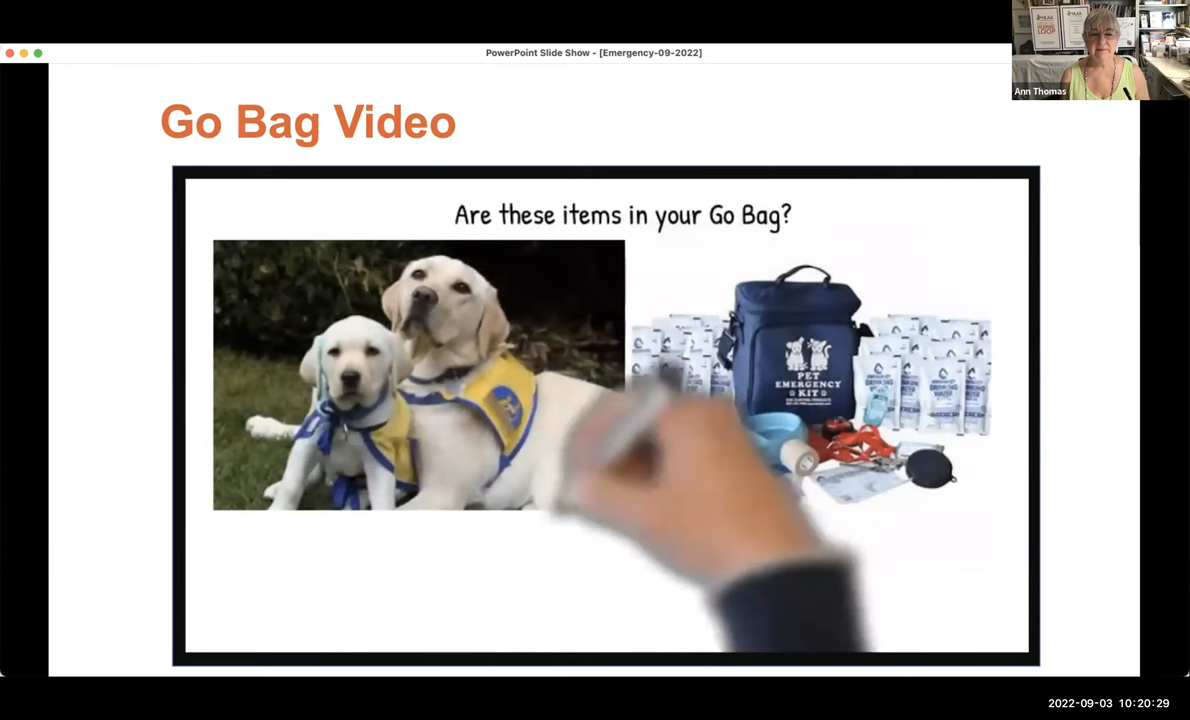 PowerPoint Slide Show - [Emergency-09-2022]
Ann Thomas
Go Bag Video
Are these items in your Go Bag?
PET
EMERGENCY
KIT
2022-09-03 10:20:29